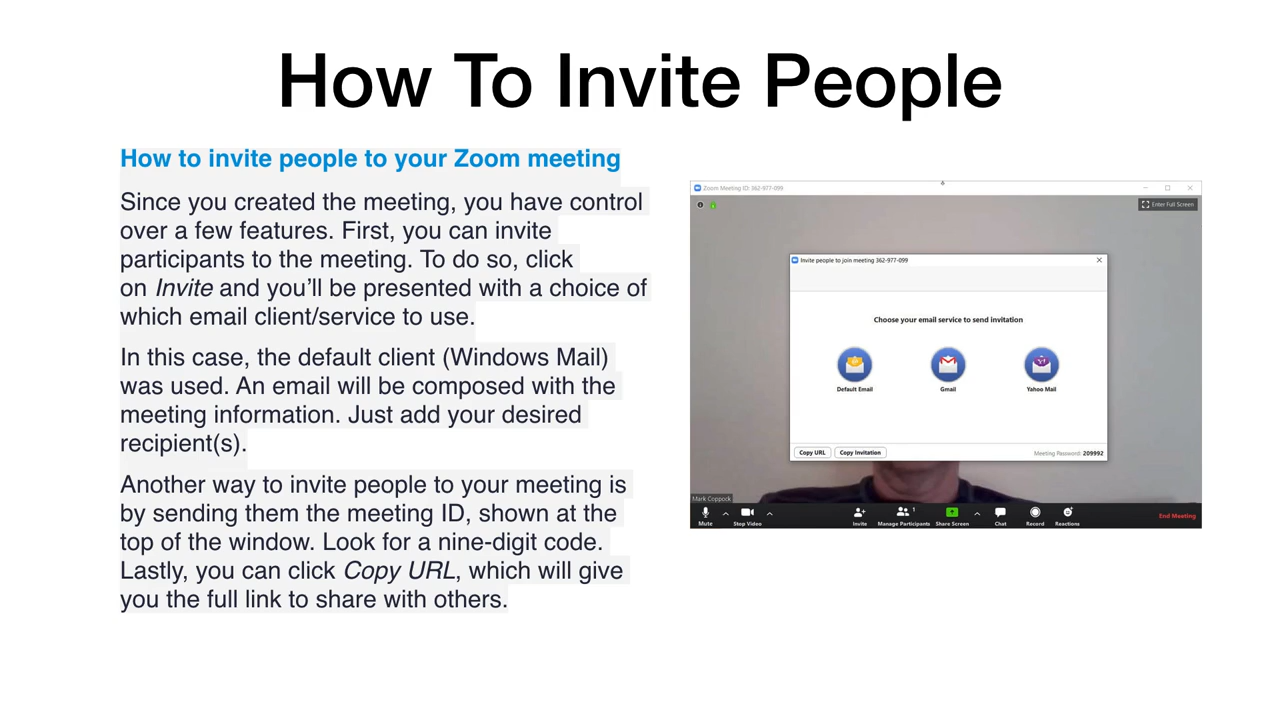 How To Invite People
How to invite people to your Zoom meeting
Since you created the meeting, you have control
over a few features. First, you can invite
participants to the meeting. To do so, click
on Invite and you’ll be presented with a choice of
which email client/service to use.
In this case, the default client (Windows Mail)
was used. An email will be composed with the
meeting information. Just add your desired
recipient(s).
Another way to invite people to your meeting is
by sending them the meeting ID, shown at the
top of the window. Look for a nine-digit code.
Lastly, you can click Copy URL, which will give
you the full link to share with others.
Zoom Meeting ID: 362-977-099
Enter Full Screen
Invite people to join meeting 362-977-099
Choose your email service to send invitation
Default Email Gmail Yahoo Mail
Copy URL Copy Invitation Meeting Password: 209992
Mark Coppock
1
Mute Stop Video Invite Manage Participants Share Screen Chat Record Reactions End Meeting